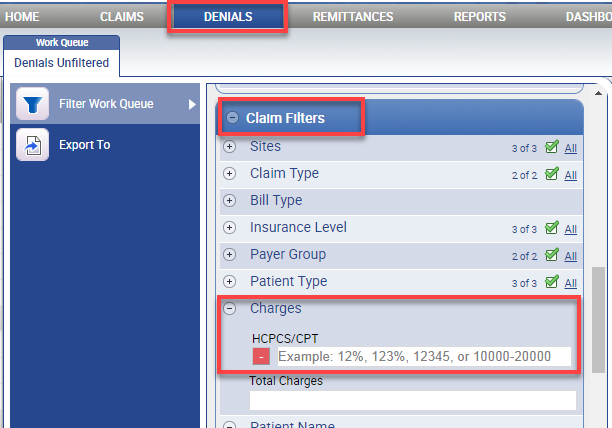 HOME CLAIMS DENIALS REMITTANCES REPORTS DASHBO
Work Queue
Denials Unfiltered
Filter Work Queue
Export To
Claim Filters
Sites 3 of 3 All
Claim Type 2 of 2 All
Bill Type
Insurance Level 3 of 3 All
Payer Group 2 of 2 All
Patient Type 3 of 3 All
Charges
HCPCS/CPT
- Example: 12%, 123%, 12345, or 10000-20000
Total Charges
Patient Name